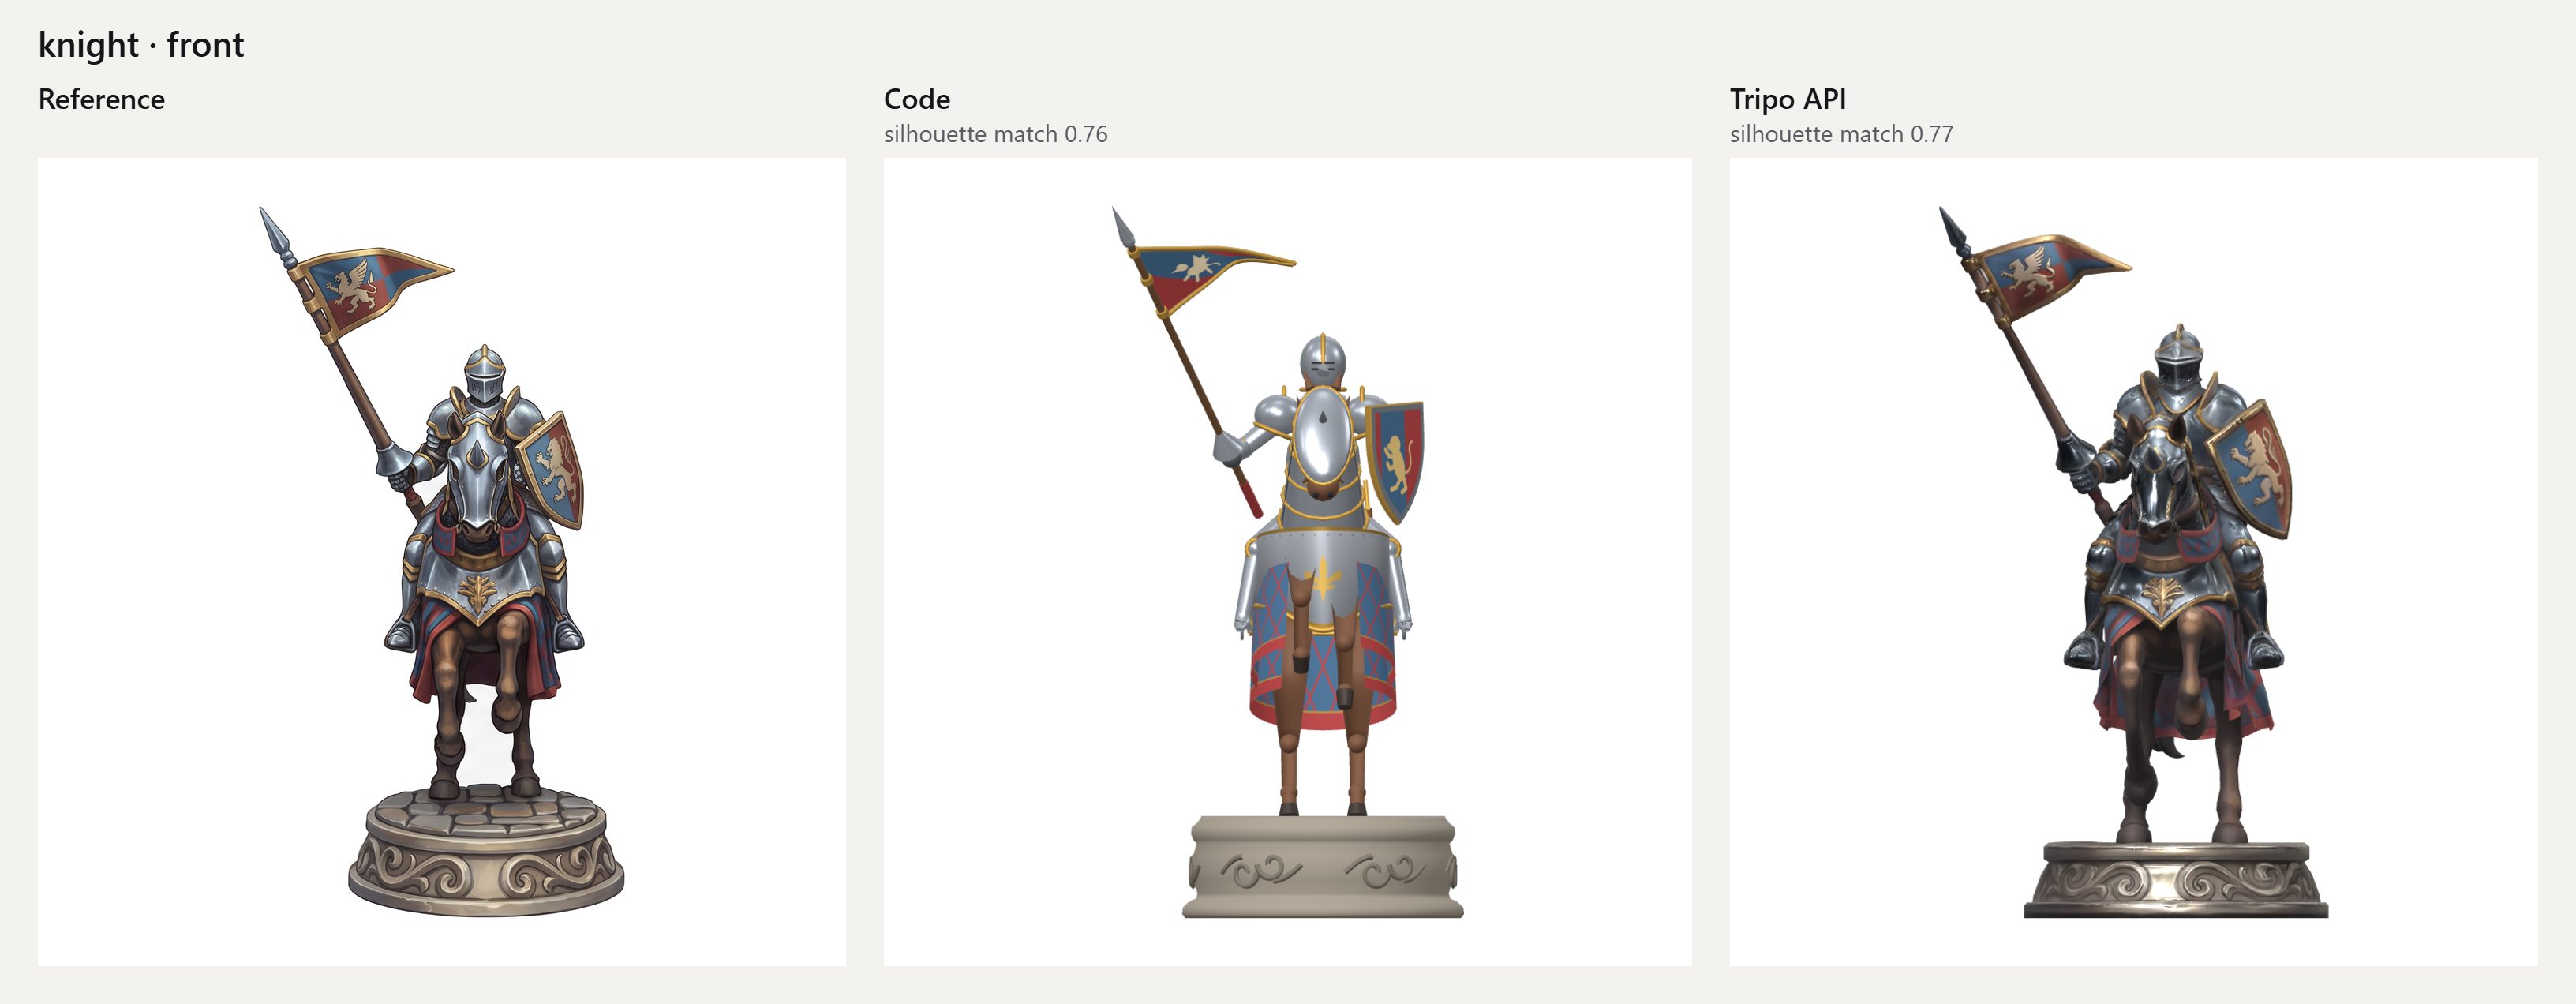 knight · front
Reference
Code
silhouette match 0.76
Tripo API
silhouette match 0.77